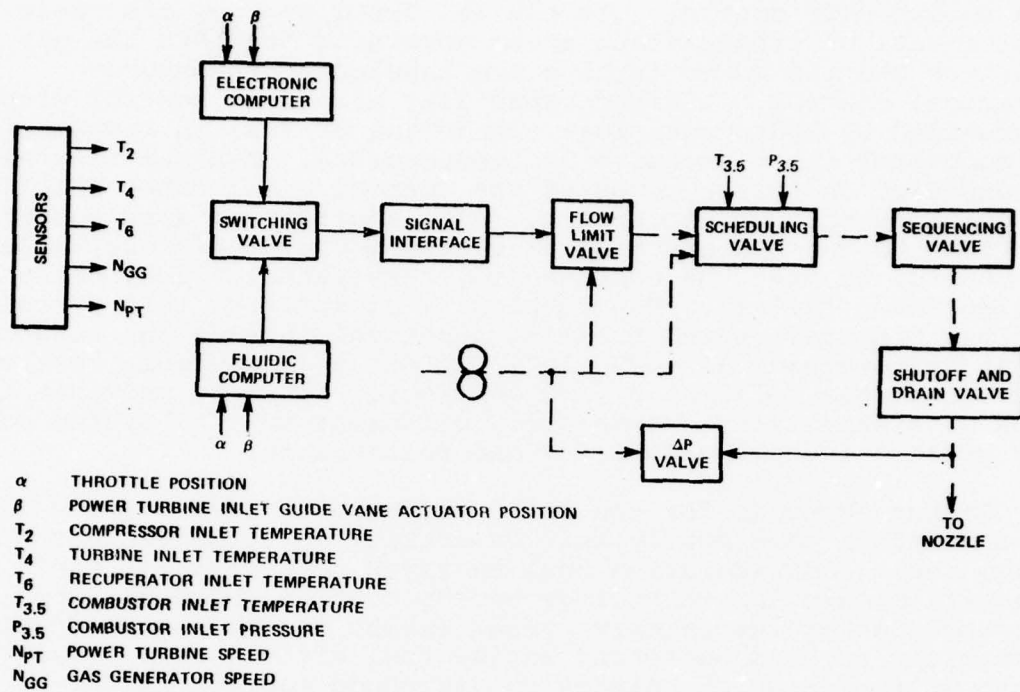 α β
ELECTRONIC
COMPUTER
SENSORS
T2
T4
T6
NGG
NPT
SWITCHING
VALVE
SIGNAL
INTERFACE
FLOW
LIMIT
VALVE
T3.5 P3.5
SCHEDULING
VALVE
SEQUENCING
VALVE
FLUIDIC
COMPUTER
α β
SHUTOFF AND
DRAIN VALVE
ΔP
VALVE
TO
NOZZLE
α THROTTLE POSITION
β POWER TURBINE INLET GUIDE VANE ACTUATOR POSITION
T2 COMPRESSOR INLET TEMPERATURE
T4 TURBINE INLET TEMPERATURE
T6 RECUPERATOR INLET TEMPERATURE
T3.5 COMBUSTOR INLET TEMPERATURE
P3.5 COMBUSTOR INLET PRESSURE
NPT POWER TURBINE SPEED
NGG GAS GENERATOR SPEED